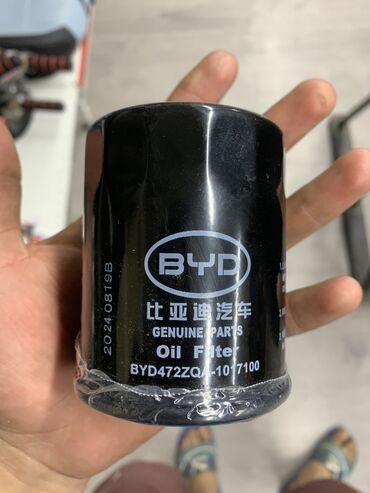 BYD
比亚迪汽车
GENUINE PARTS
Oil Filter
BYD472ZQA-1017100
20240819B